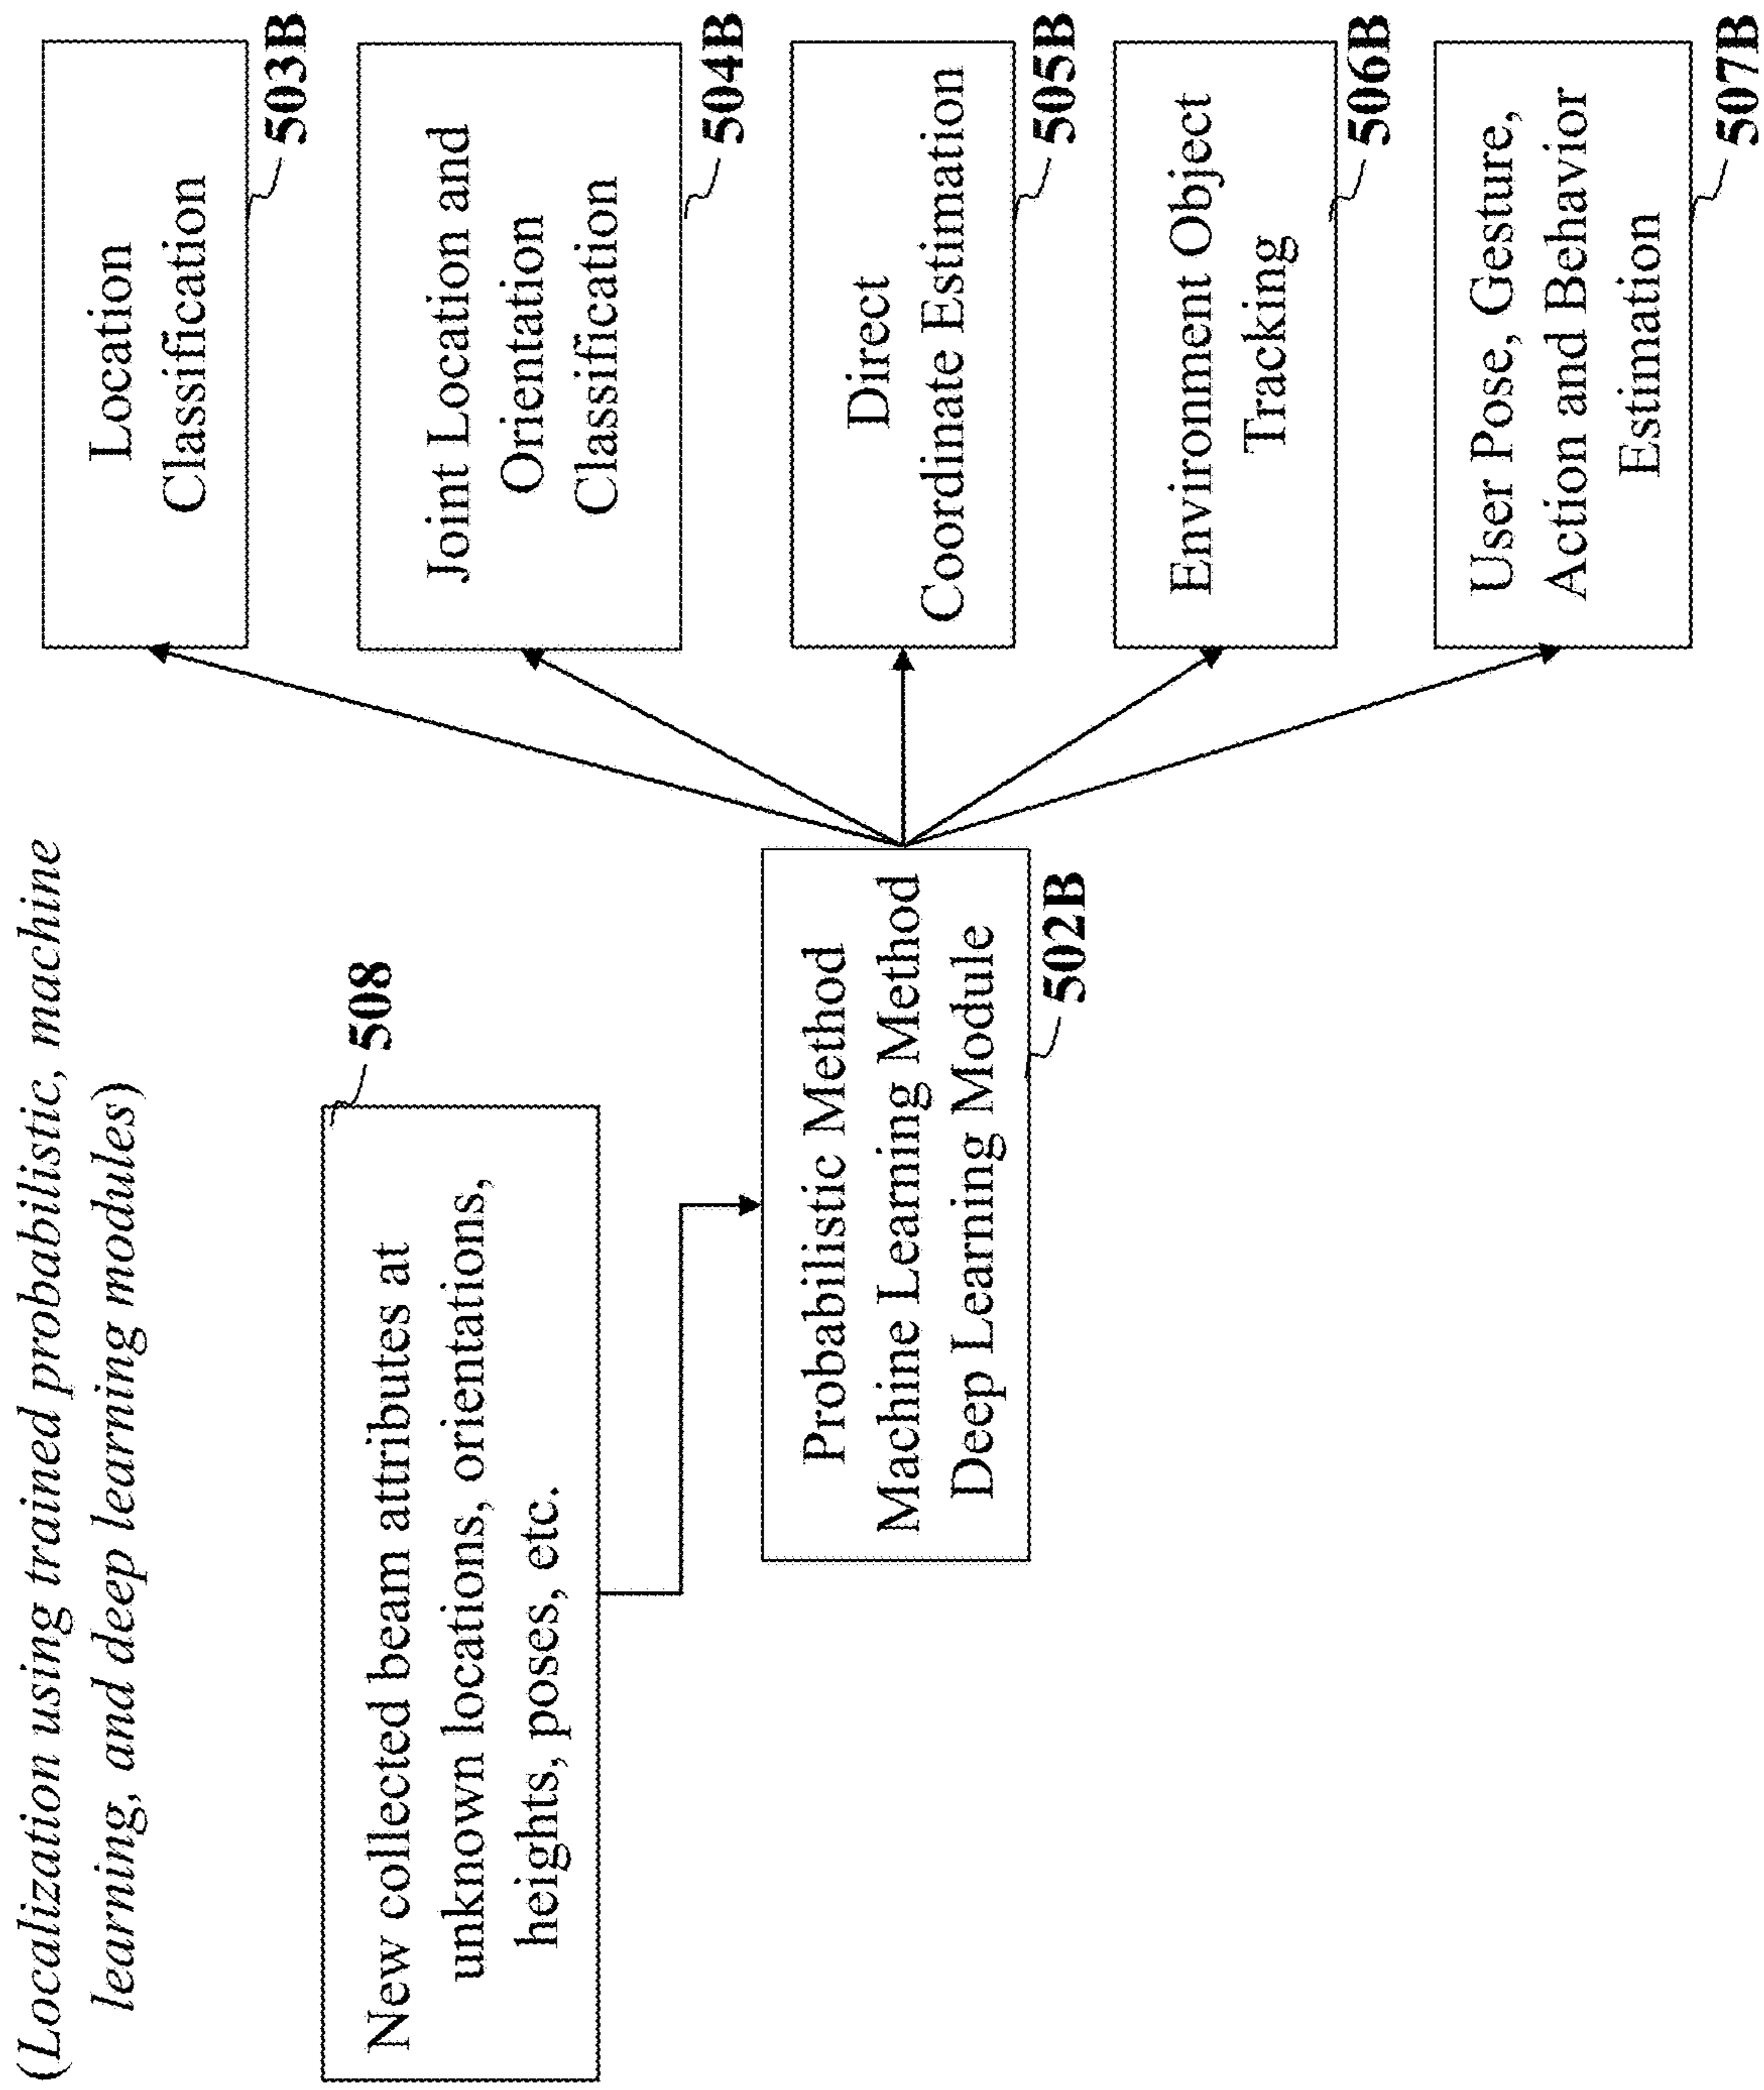 (Localization using trained probabilistic, machine
learning, and deep learning modules)
508
New collected beam attributes at
unknown locations, orientations,
heights, poses, etc.
Probabilistic Method
Machine Learning Method
Deep Learning Module
502B
Location
Classification
503B
Joint Location and
Orientation
Classification
504B
Direct
Coordinate Estimation
505B
Environment Object
Tracking
506B
User Pose, Gesture,
Action and Behavior
Estimation
507B